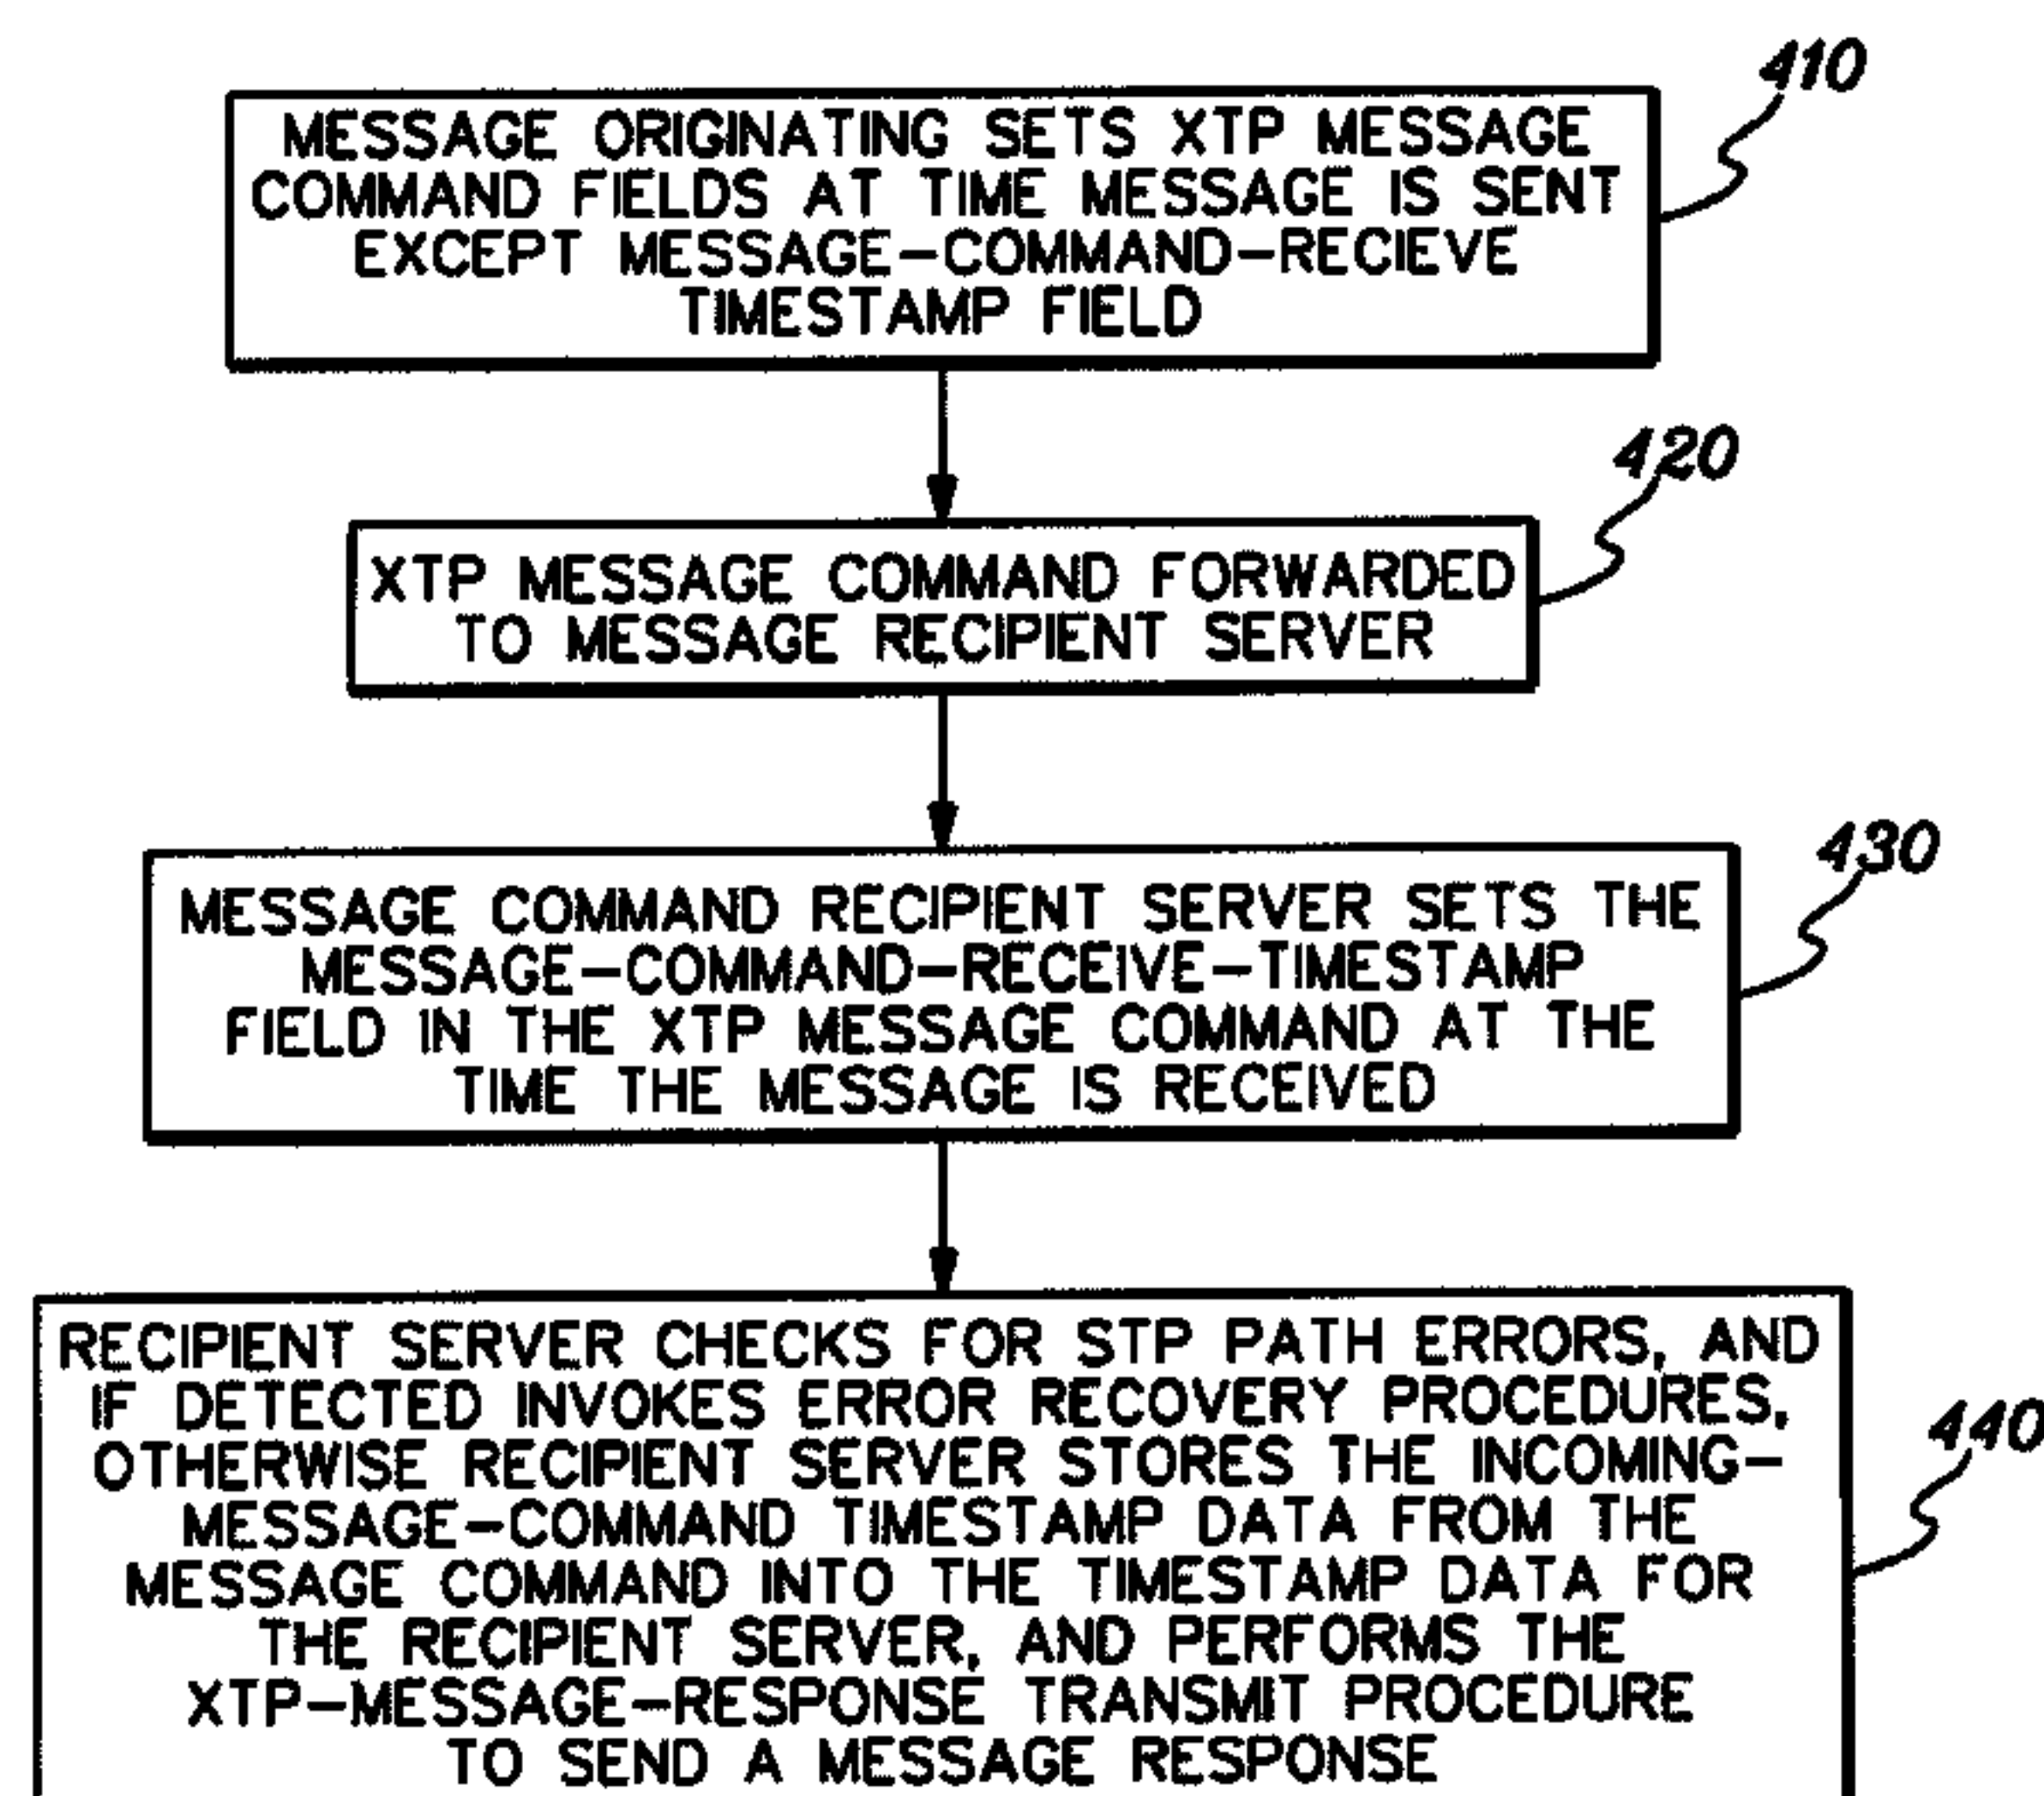 410
MESSAGE ORIGINATING SETS XTP MESSAGE
COMMAND FIELDS AT TIME MESSAGE IS SENT
EXCEPT MESSAGE-COMMAND-RECIEVE
TIMESTAMP FIELD
420
XTP MESSAGE COMMAND FORWARDED
TO MESSAGE RECIPIENT SERVER
430
MESSAGE COMMAND RECIPIENT SERVER SETS THE
MESSAGE-COMMAND-RECEIVE-TIMESTAMP
FIELD IN THE XTP MESSAGE COMMAND AT THE
TIME THE MESSAGE IS RECEIVED
RECIPIENT SERVER CHECKS FOR STP PATH ERRORS, AND
IF DETECTED INVOKES ERROR RECOVERY PROCEDURES,
OTHERWISE RECIPIENT SERVER STORES THE INCOMING-
MESSAGE-COMMAND TIMESTAMP DATA FROM THE
MESSAGE COMMAND INTO THE TIMESTAMP DATA FOR
THE RECIPIENT SERVER, AND PERFORMS THE
XTP-MESSAGE-RESPONSE TRANSMIT PROCEDURE
TO SEND A MESSAGE RESPONSE
440